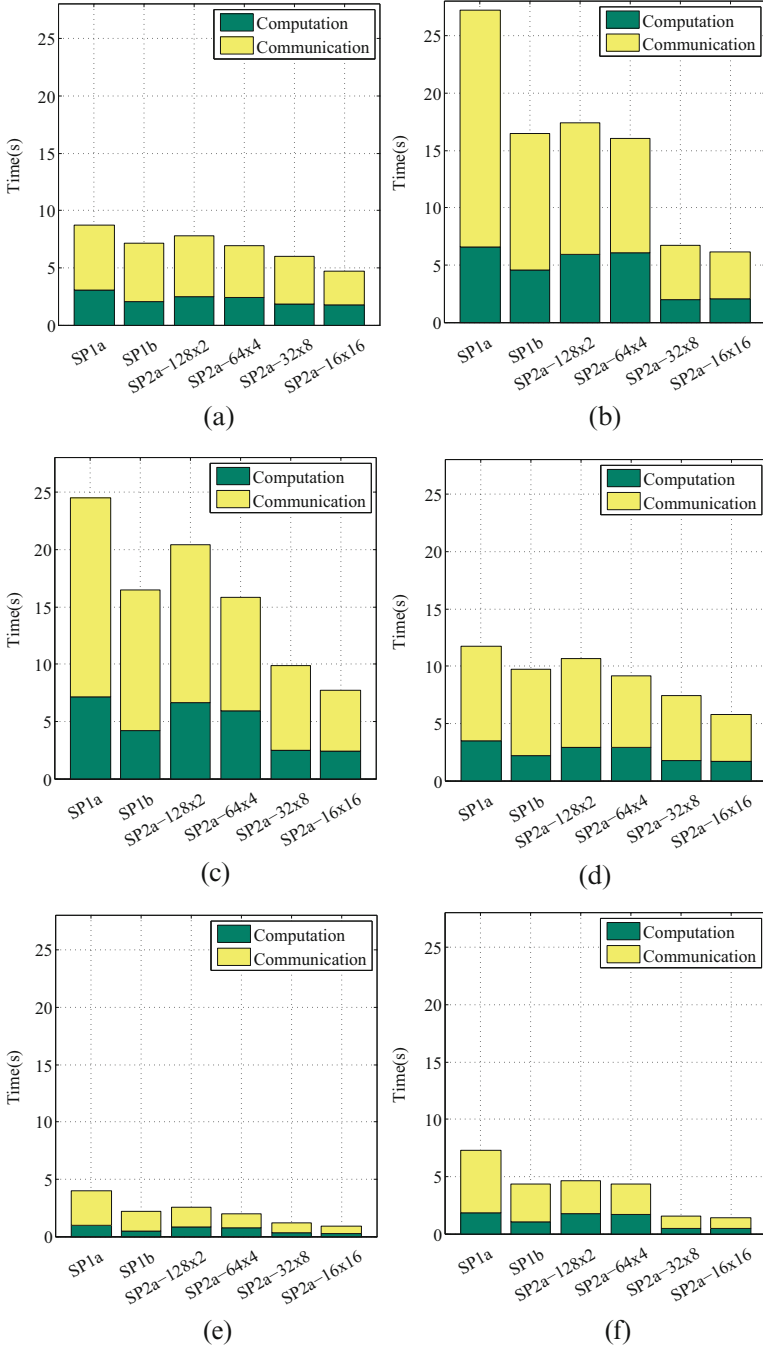 Computation
Communication
Time(s)
25
20
15
10
5
0
SP1a
SP1b
SP2a−128x2
SP2a−64x4
SP2a−32x8
SP2a−16x16
(a)
Computation
Communication
Time(s)
25
20
15
10
5
0
SP1a
SP1b
SP2a−128x2
SP2a−64x4
SP2a−32x8
SP2a−16x16
(b)
Computation
Communication
Time(s)
25
20
15
10
5
0
SP1a
SP1b
SP2a−128x2
SP2a−64x4
SP2a−32x8
SP2a−16x16
(c)
Computation
Communication
Time(s)
25
20
15
10
5
0
SP1a
SP1b
SP2a−128x2
SP2a−64x4
SP2a−32x8
SP2a−16x16
(d)
Computation
Communication
Time(s)
25
20
15
10
5
0
SP1a
SP1b
SP2a−128x2
SP2a−64x4
SP2a−32x8
SP2a−16x16
(e)
Computation
Communication
Time(s)
25
20
15
10
5
0
SP1a
SP1b
SP2a−128x2
SP2a−64x4
SP2a−32x8
SP2a−16x16
(f)